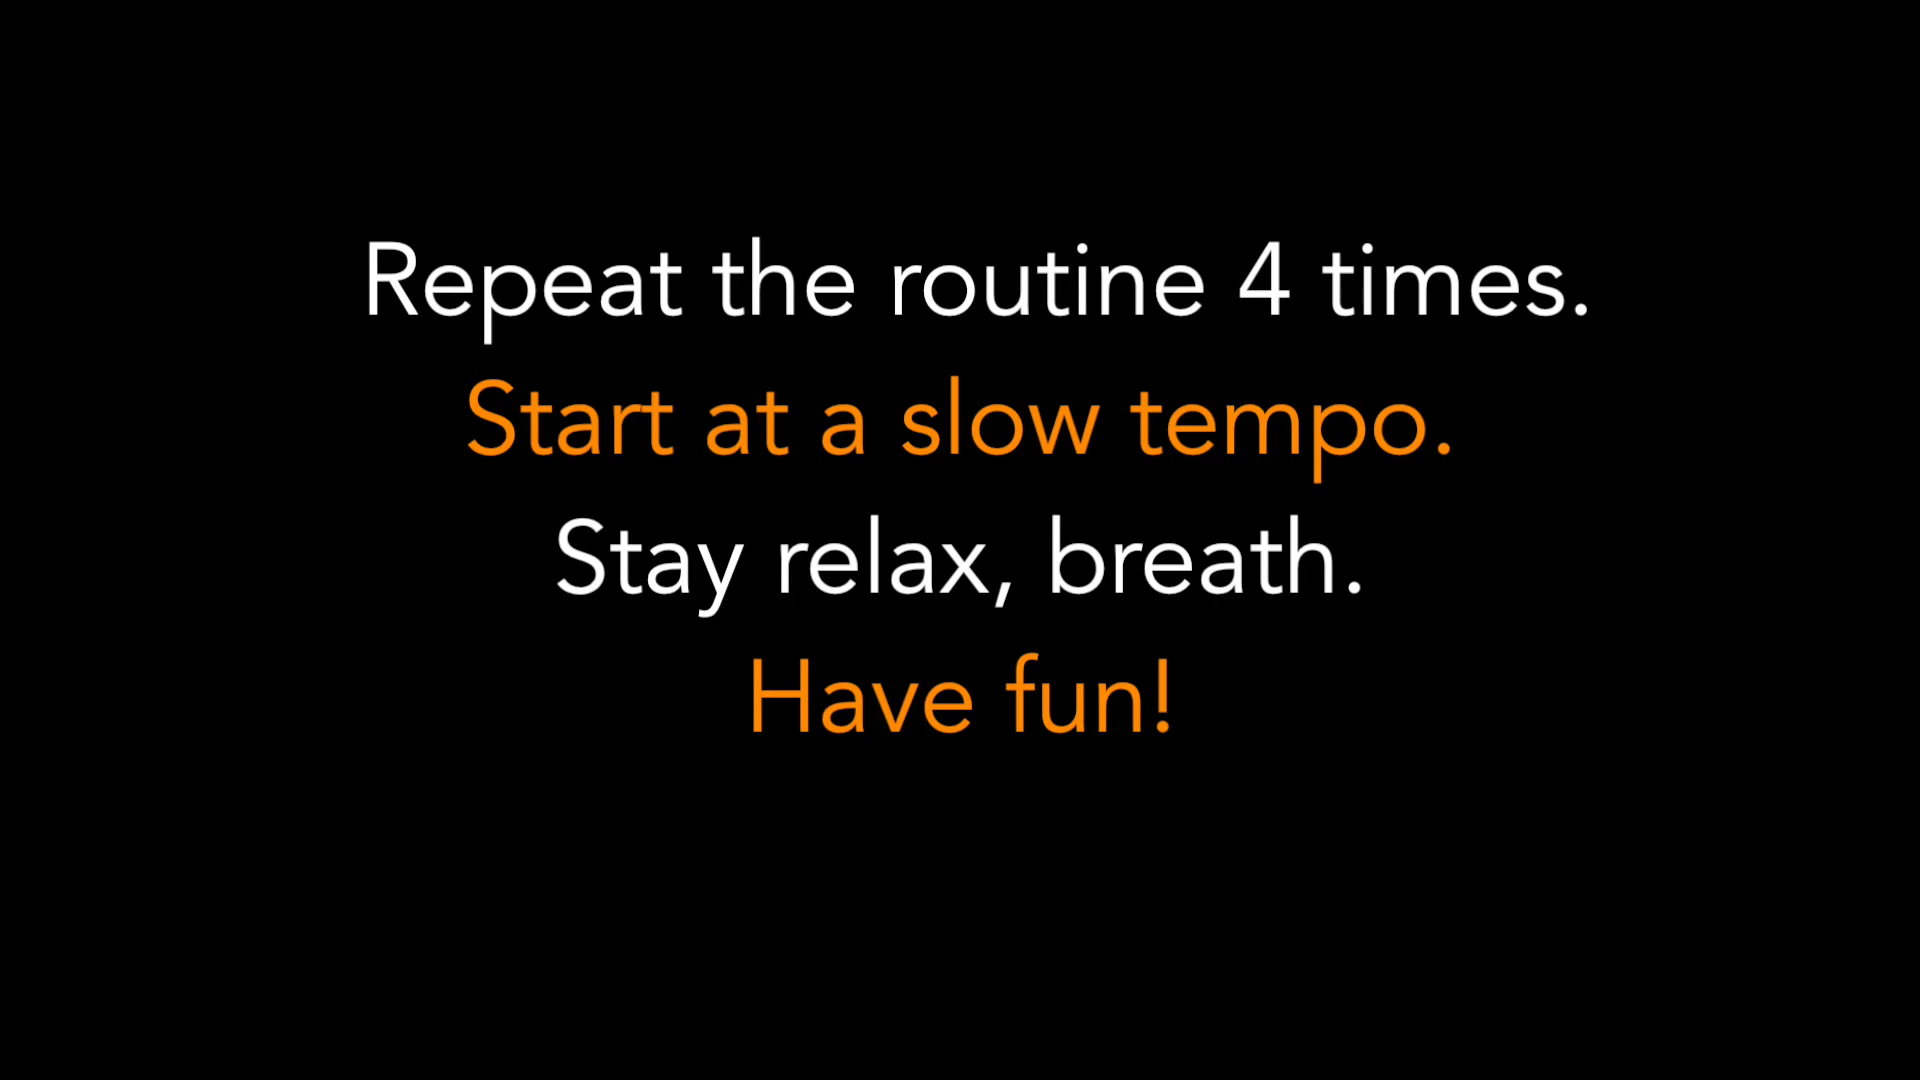 Repeat the routine 4 times.
Start at a slow tempo.
Stay relax, breath.
Have fun!